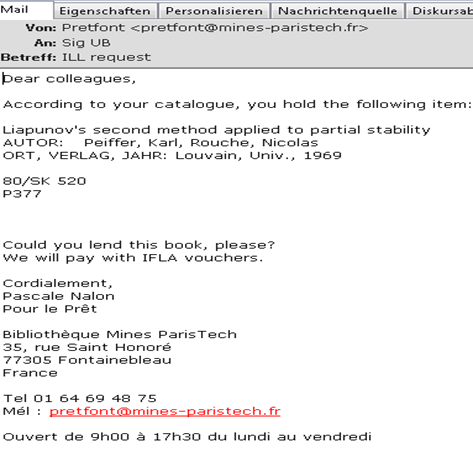 Mail Eigenschaften Personalisieren Nachrichtenquelle Diskursab
Von: Pretfont <pretfont@mines-paristech.fr>
An: Sig UB
Betreff: ILL request
Dear colleagues,
According to your catalogue, you hold the following item:
Liapunov's second method applied to partial stability
AUTOR: Peiffer, Karl, Rouche, Nicolas
ORT, VERLAG, JAHR: Louvain, Univ., 1969
80/SK 520
P377
Could you lend this book, please?
We will pay with IFLA vouchers.
Cordialement,
Pascale Nalon
Pour le Prêt
Bibliothèque Mines ParisTech
35, rue Saint Honoré
77305 Fontainebleau
France
Tel 01 64 69 48 75
Mél : pretfont@mines-paristech.fr
Ouvert de 9h00 à 17h30 du lundi au vendredi